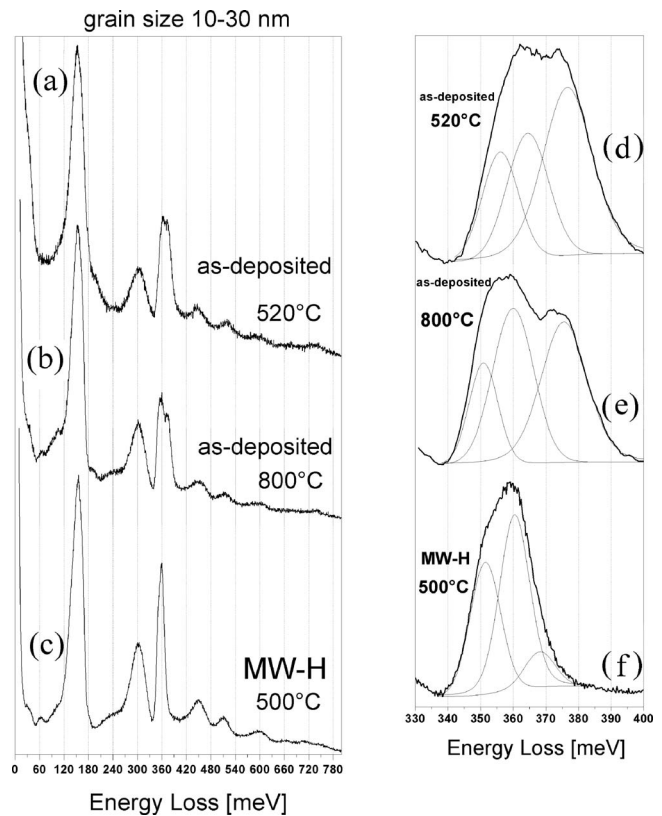 grain size 10-30 nm
(a)
as-deposited
520°C
(b)
as-deposited
800°C
(c)
MW-H
500°C
0 60 120 180 240 300 360 420 480 540 600 660 720 780
Energy Loss [meV]
as-deposited
520°C
(d)
as-deposited
800°C
(e)
MW-H
500°C
(f)
330 340 350 360 370 380 390 400
Energy Loss [meV]